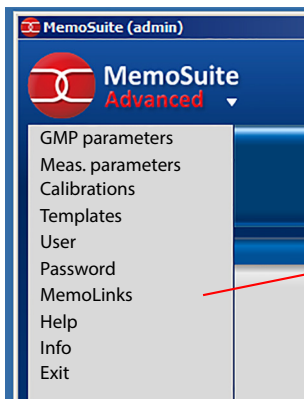 MemoSuite (admin)
MemoSuite
Advanced
GMP parameters
Meas. parameters
Calibrations
Templates
User
Password
MemoLinks
Help
Info
Exit